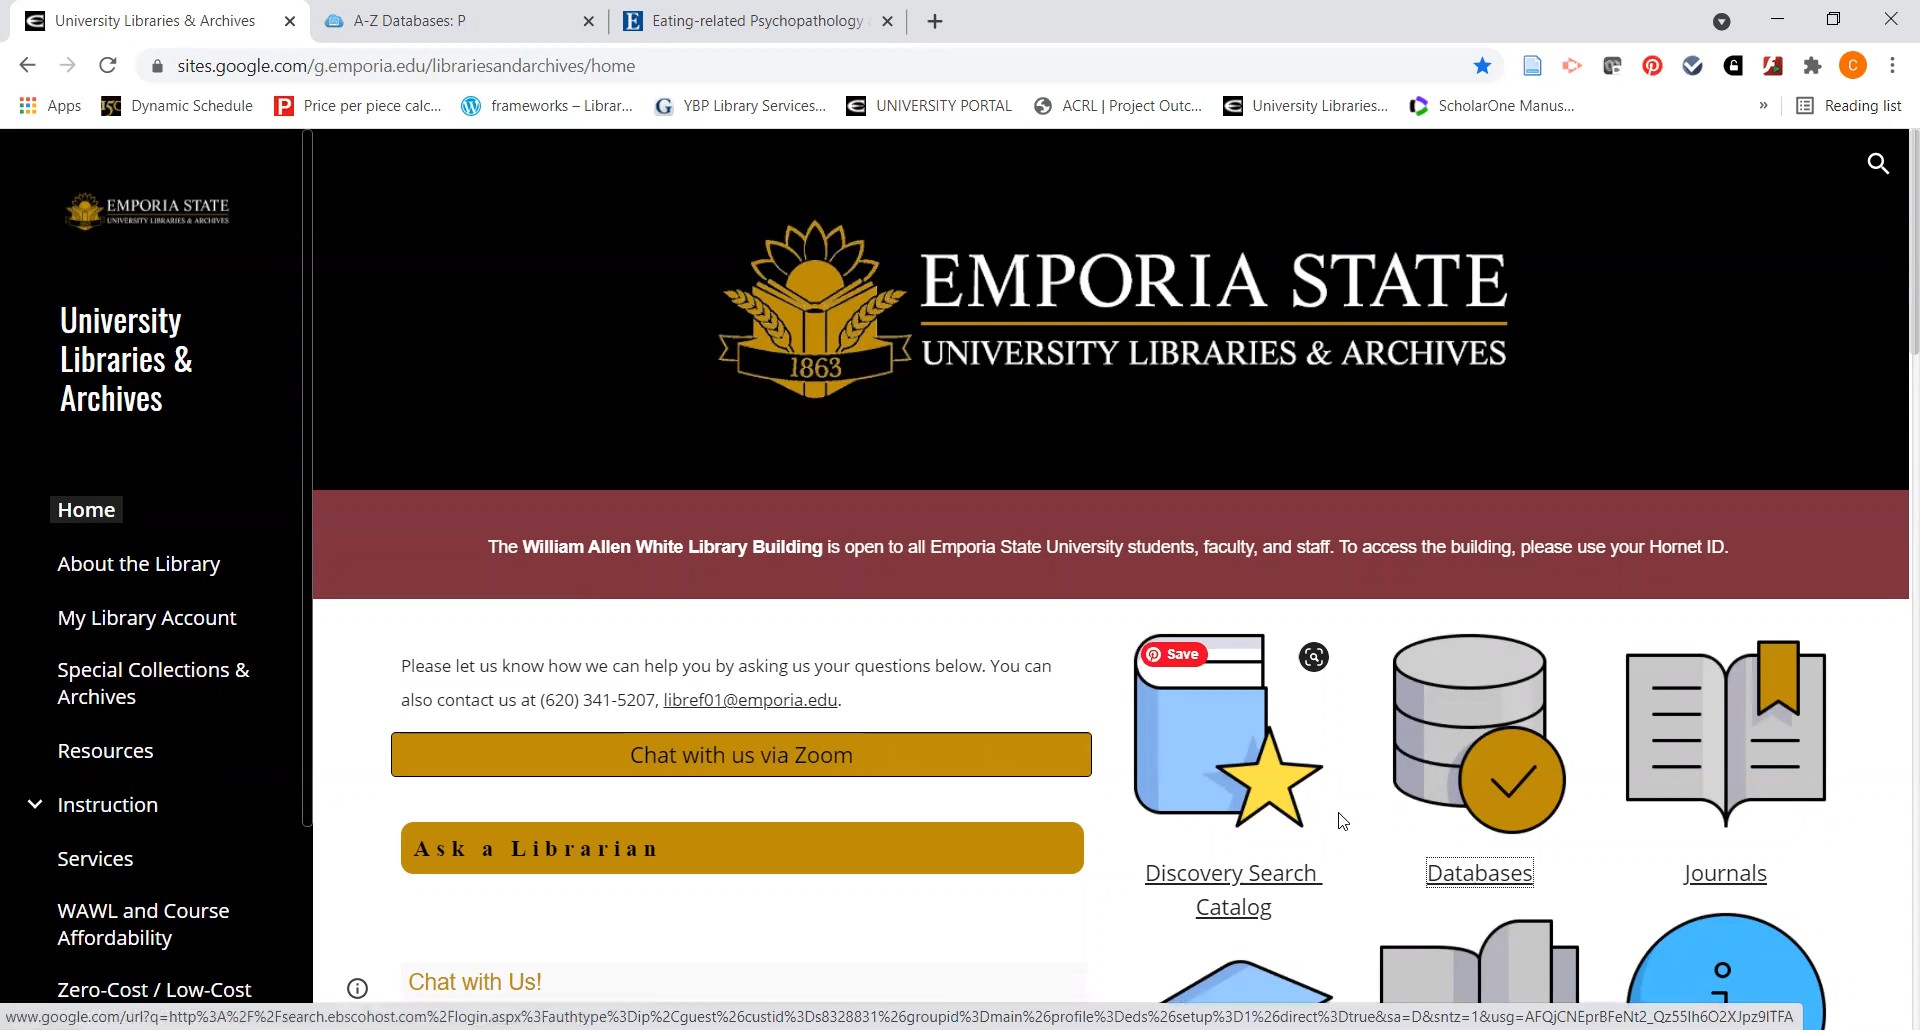 University Libraries & Archives
A-Z Databases: P
Eating-related Psychopathology
sites.google.com/g.emporia.edu/librariesandarchives/home
C
Apps
Dynamic Schedule
Price per piece calc...
frameworks – Librar...
YBP Library Services...
UNIVERSITY PORTAL
ACRL | Project Outc...
University Libraries...
ScholarOne Manus...
»
Reading list
EMPORIA STATE
UNIVERSITY LIBRARIES & ARCHIVES
University
Libraries &
Archives
Home
About the Library
My Library Account
Special Collections &
Archives
Resources
Instruction
Services
WAWL and Course
Affordability
Zero-Cost / Low-Cost
1863
EMPORIA STATE
UNIVERSITY LIBRARIES & ARCHIVES
The William Allen White Library Building is open to all Emporia State University students, faculty, and staff. To access the building, please use your Hornet ID.
Please let us know how we can help you by asking us your questions below. You can
also contact us at (620) 341-5207, libref01@emporia.edu.
Chat with us via Zoom
Ask a Librarian
Chat with Us!
Save
Discovery Search
Catalog
Databases
Journals
www.google.com/url?q=http%3A%2F%2Fsearch.ebscohost.com%2Flogin.aspx%3Fauthtype%3Dip%2Cguest%26custid%3Ds8328831%26groupid%3Dmain%26profile%3Deds%26setup%3D1%26direct%3Dtrue&sa=D&sntz=1&usg=AFQjCNEprBFeNt2_Qz55Ih6O2XJpz9ITFA